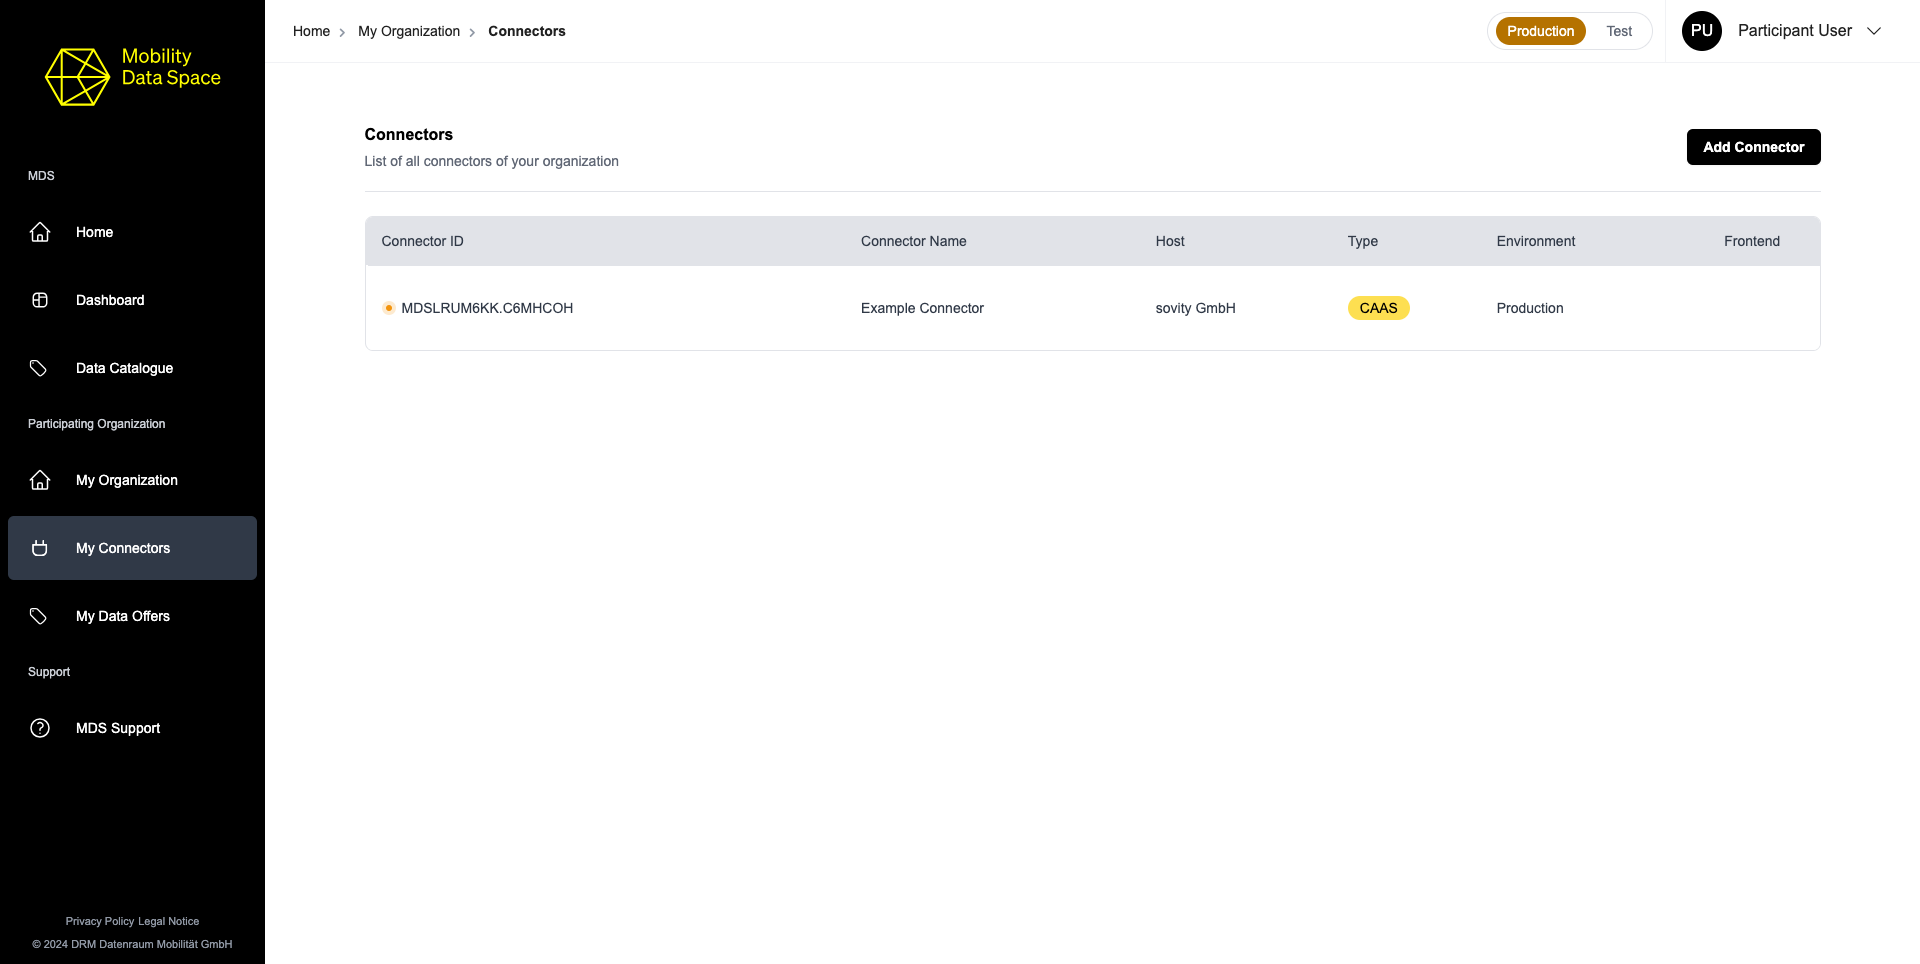 Mobility
Data Space
MDS
Home
Dashboard
Data Catalogue
Participating Organization
My Organization
My Connectors
My Data Offers
Support
MDS Support
Privacy Policy Legal Notice
© 2024 DRM Datenraum Mobilität GmbH
Home > My Organization > Connectors
Production Test
PU Participant User
Connectors
List of all connectors of your organization
Add Connector
Connector ID Connector Name Host Type Environment Frontend
MDSLRUM6KK.C6MHCOH Example Connector sovity GmbH CAAS Production